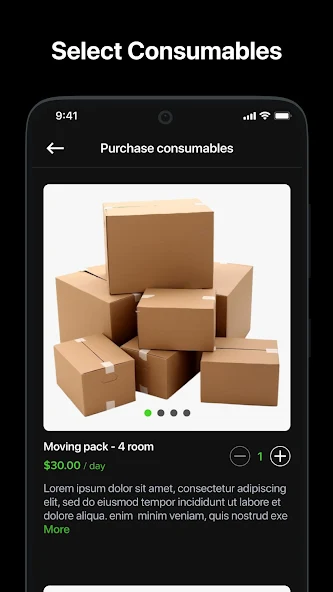 Select Consumables
9:41
Purchase consumables
Moving pack - 4 room
$30.00 / day
1
Lorem ipsum dolor sit amet, consectetur adipiscing
elit, sed do eiusmod tempor incididunt ut labore et
dolore aliqua. enim minim veniam, quis nostrud exe
More